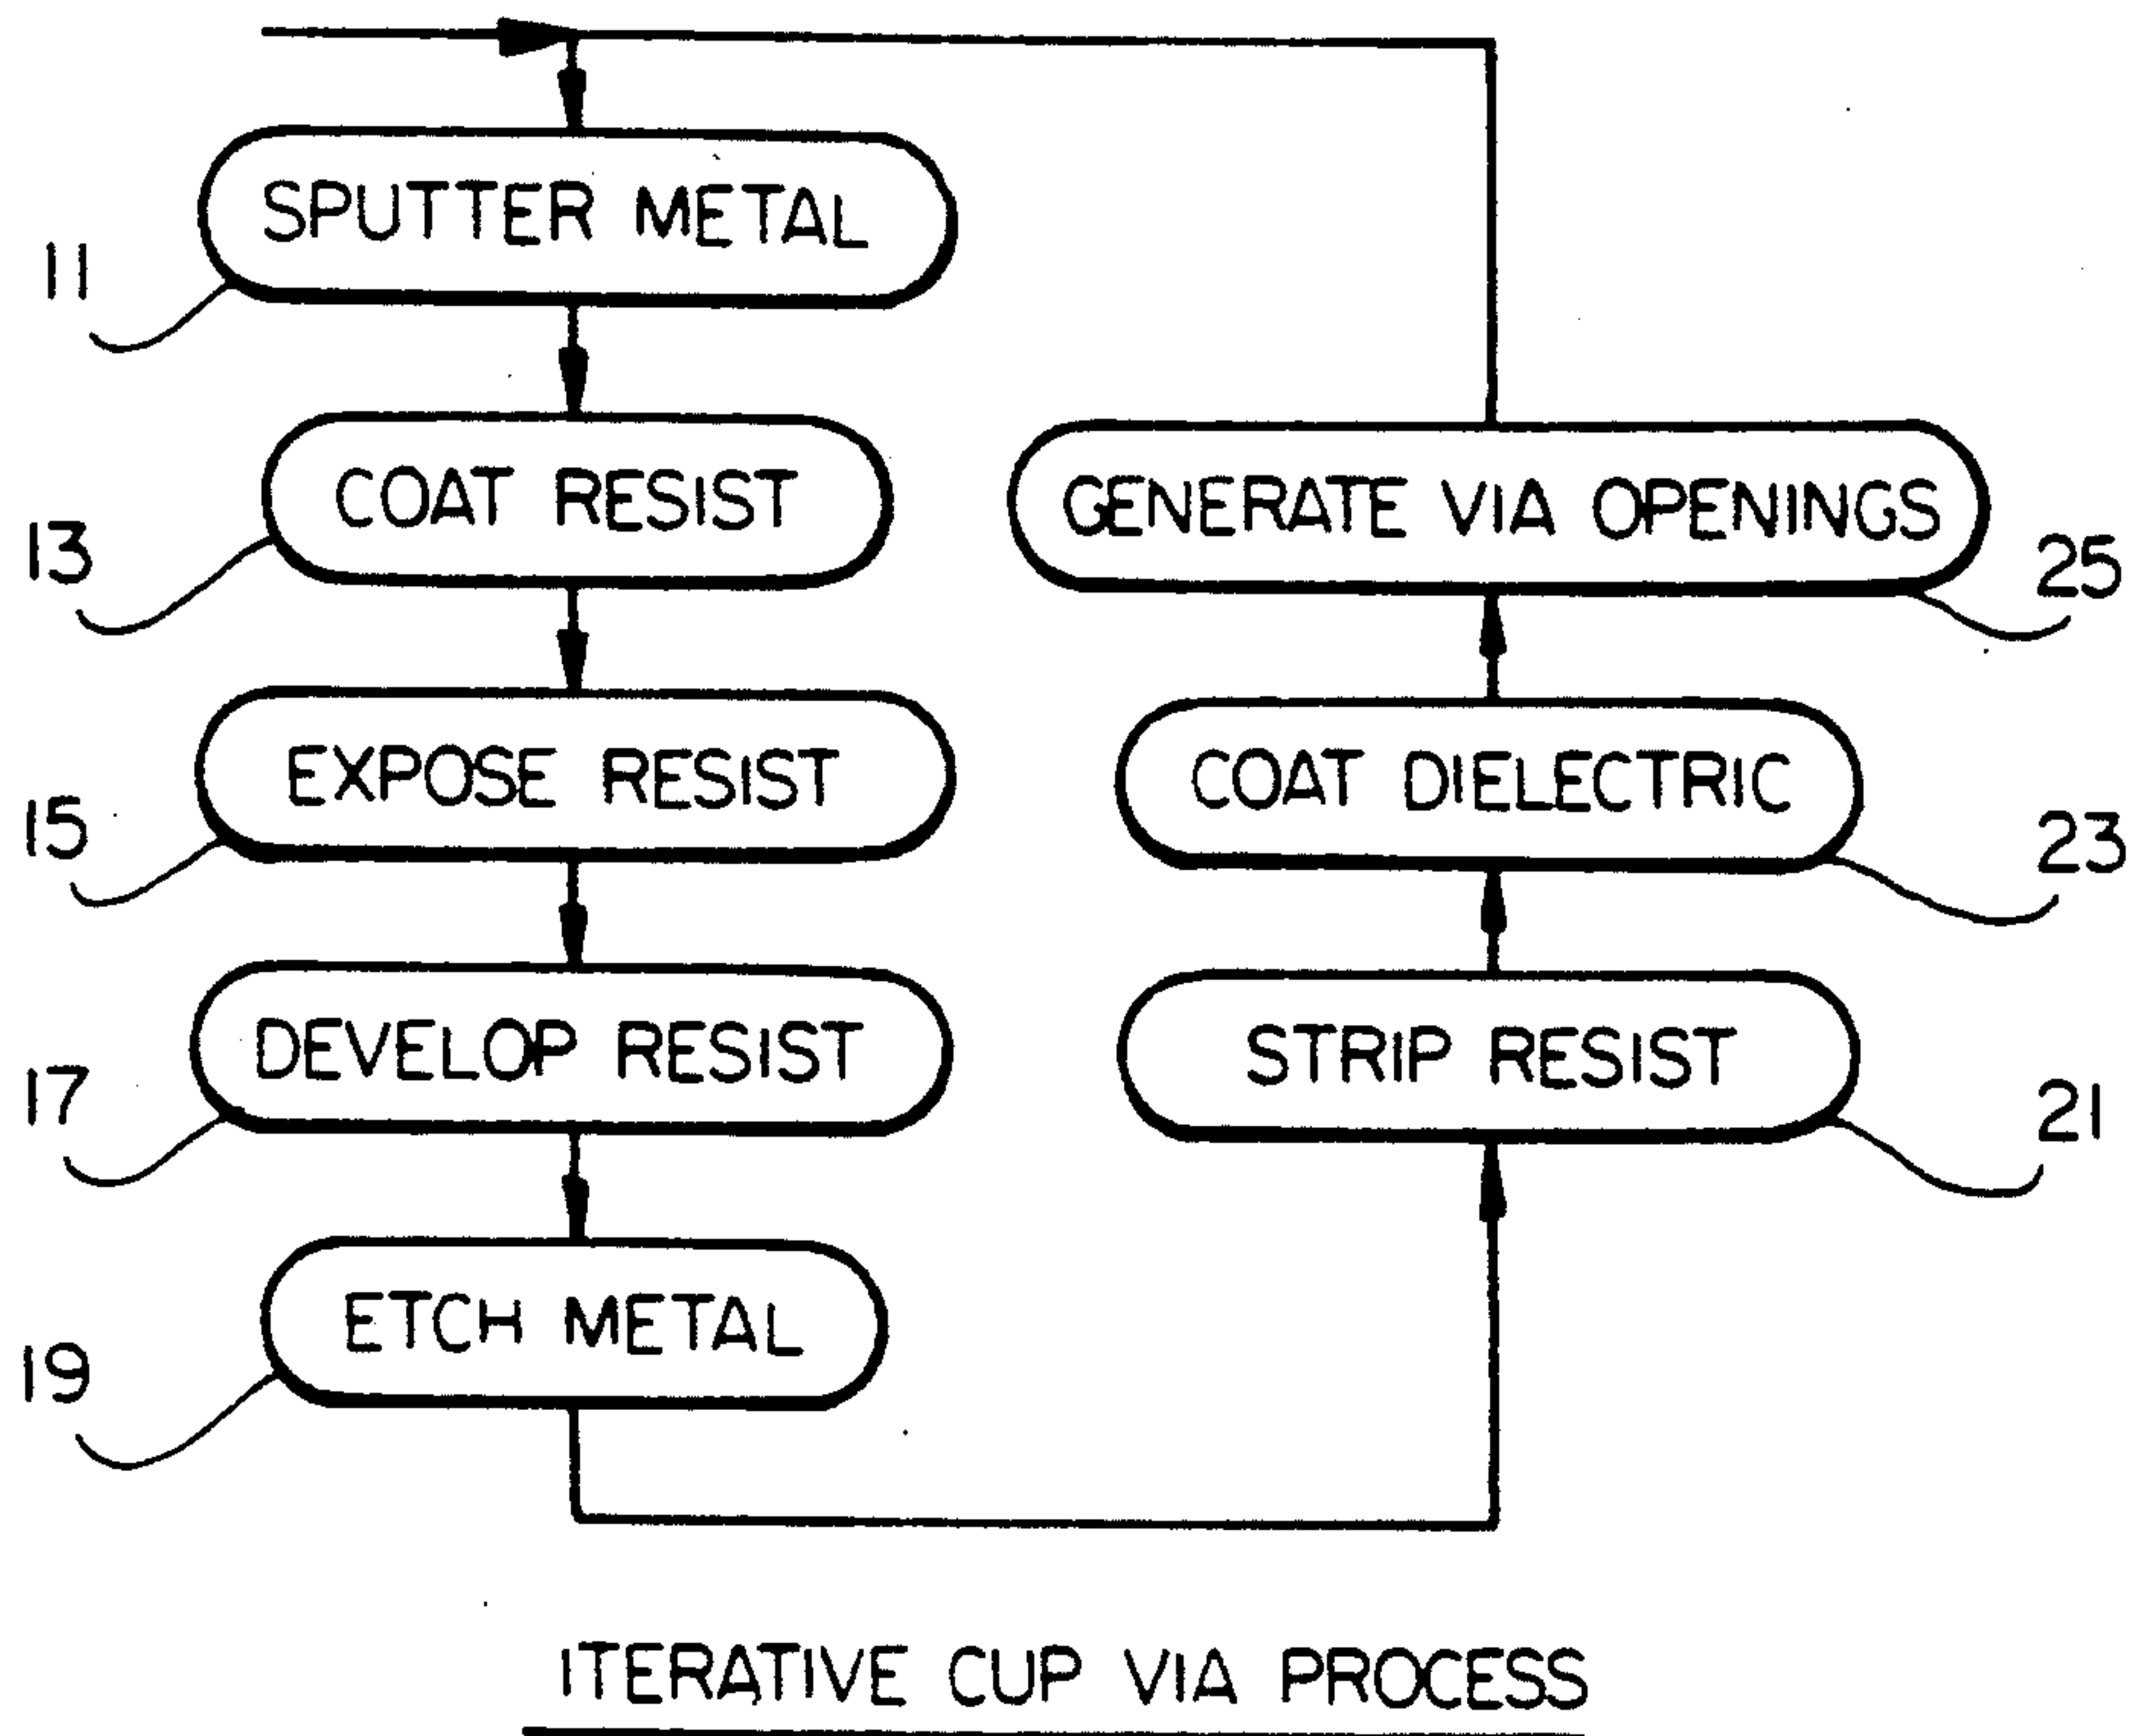 SPUTTER METAL
11
COAT RESIST
13
EXPOSE RESIST
15
DEVELOP RESIST
17
ETCH METAL
19
STRIP RESIST
21
COAT DIELECTRIC
23
GENERATE VIA OPENINGS
25
ITERATIVE CUP VIA PROCESS